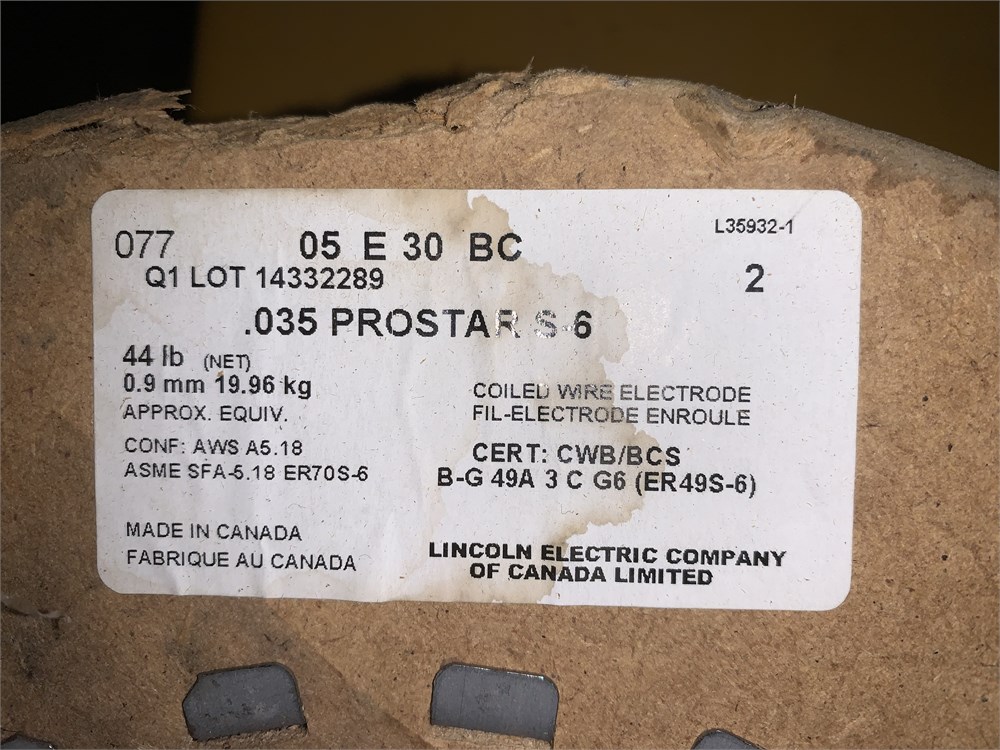 L35932-1
077 05 E 30 BC
Q1 LOT 14332289
2
.035 PROSTAR S-6
44 lb (NET)
0.9 mm 19.96 kg
APPROX. EQUIV.
COILED WIRE ELECTRODE
FIL-ELECTRODE ENROULE
CONF: AWS A5.18
ASME SFA-5.18 ER70S-6
CERT: CWB/BCS
B-G 49A 3 C G6 (ER49S-6)
MADE IN CANADA
FABRIQUE AU CANADA
LINCOLN ELECTRIC COMPANY
OF CANADA LIMITED